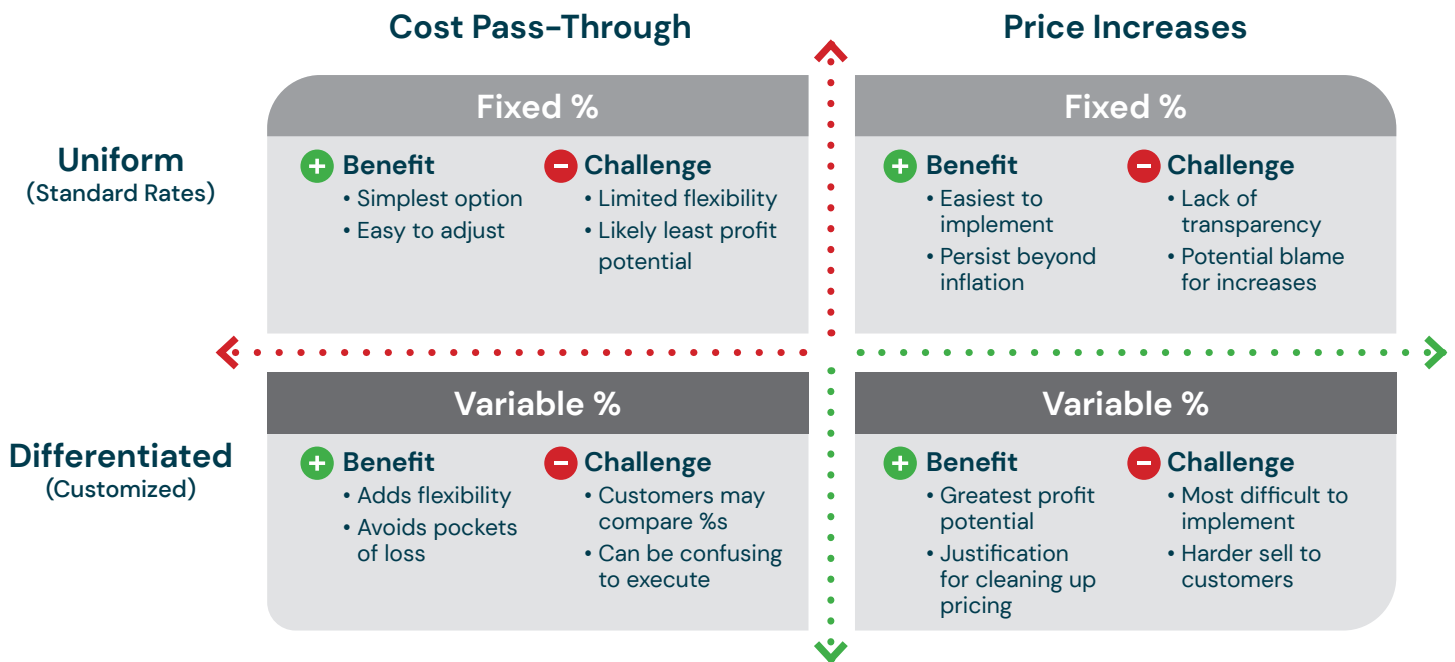 Cost Pass-Through
Price Increases
Uniform
(Standard Rates)
Fixed %
Benefit
• Simplest option
• Easy to adjust
Challenge
• Limited flexibility
• Likely least profit
potential
Fixed %
Benefit
• Easiest to
implement
• Persist beyond
inflation
Challenge
• Lack of
transparency
• Potential blame
for increases
Differentiated
(Customized)
Variable %
Benefit
• Adds flexibility
• Avoids pockets
of loss
Challenge
• Customers may
compare %s
• Can be confusing
to execute
Variable %
Benefit
• Greatest profit
potential
• Justification
for cleaning up
pricing
Challenge
• Most difficult to
implement
• Harder sell to
customers